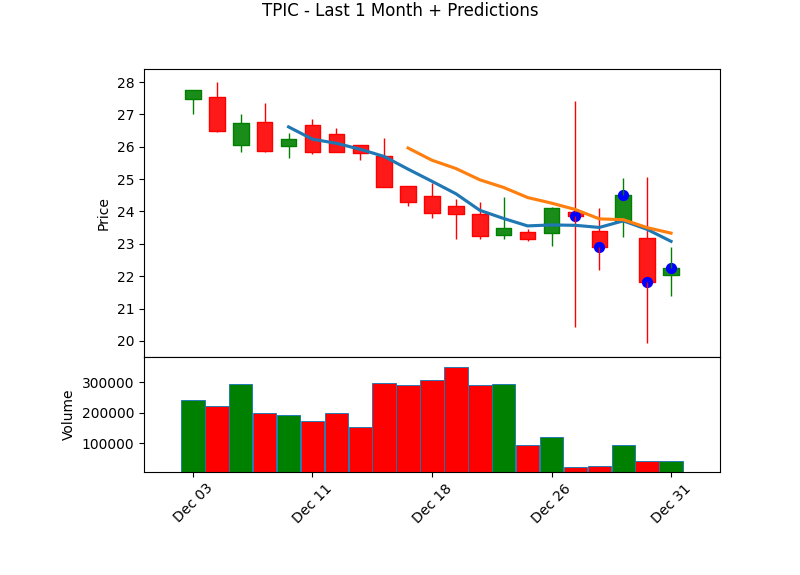 TPIC - Last 1 Month + Predictions
28
27
26
25
24
23
22
21
20
Price
300000
200000
100000
Volume
Dec 03
Dec 11
Dec 18
Dec 26
Dec 31